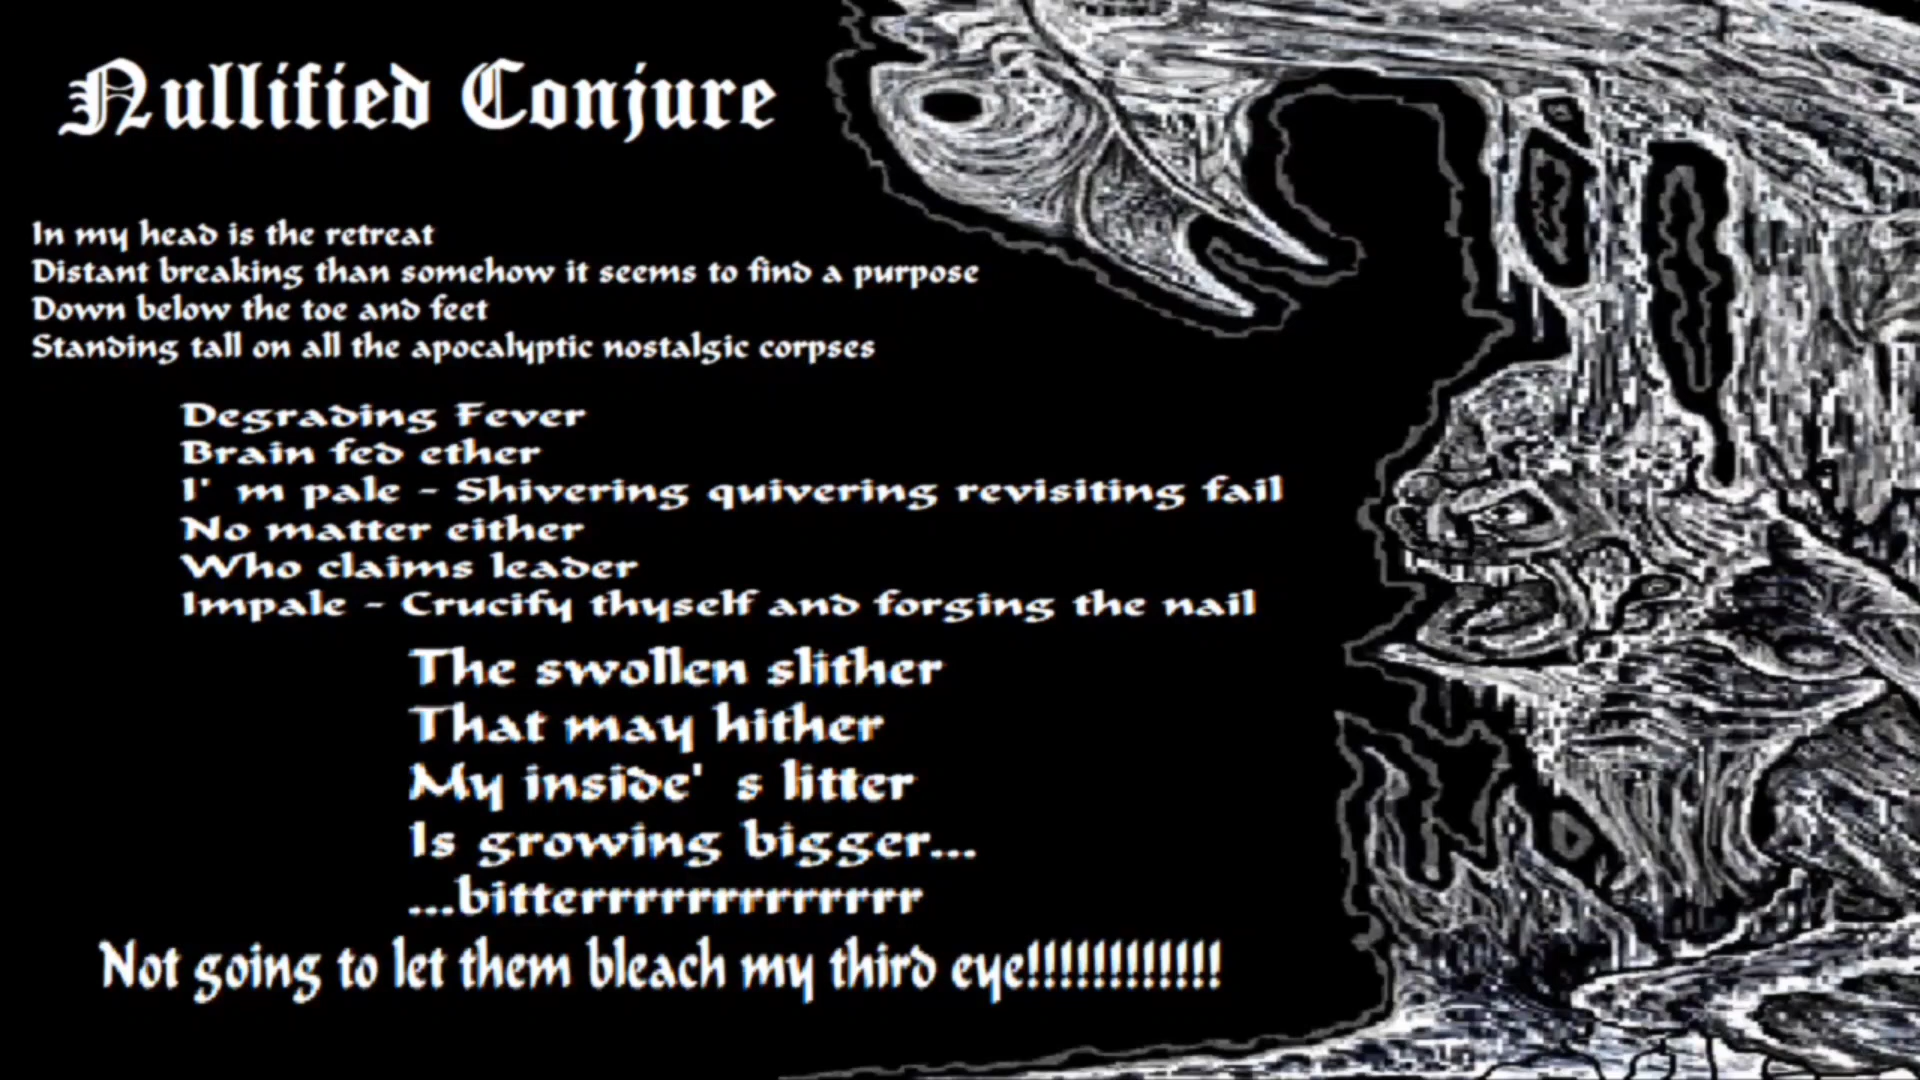 Nullified Conjure
In my head is the retreat
Distant breaking than somehow it seems to find a purpose
Down below the toe and feet
Standing tall on all the apocalyptic nostalgic corpses
Degrading Fever
Brain fed ether
I' m pale - Shivering quivering revisiting fail
No matter either
Who claims leader
Impale - Crucify thyself and forging the nail
The swollen slither
That may hither
My inside' s litter
Is growing bigger...
...bitterrrrrrrrrrrrrr
Not going to let them bleach my third eye!!!!!!!!!!!!